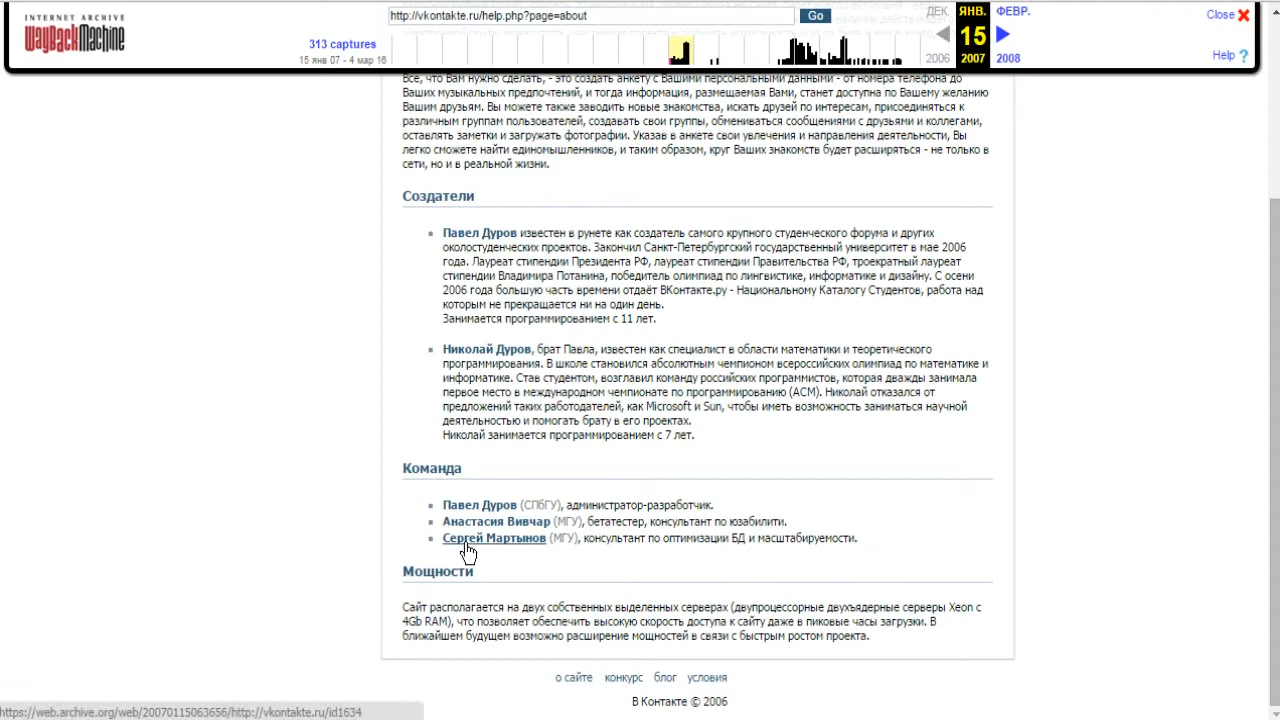 INTERNET ARCHIVE
WayBackMachine
http://vkontakte.ru/help.php?page=about
Go
ДЕК.
ЯНВ.
ФЕВР.
Close
313 captures
15 янв 07 - 4 мар 16
15
2006
2007
2008
Help ?
Все, что Вам нужно сделать, - это создать анкету с Вашими персональными данными - от номера телефона до
Ваших музыкальных предпочтений, и тогда информация, размещаемая Вами, станет доступна по Вашему желанию
Вашим друзьям. Вы можете также заводить новые знакомства, искать друзей по интересам, присоединяться к
различным группам пользователей, создавать свои группы, обмениваться сообщениями с друзьями и коллегами,
оставлять заметки и загружать фотографии. Указав в анкете свои увлечения и направления деятельности, Вы
легко сможете найти единомышленников, и таким образом, круг Ваших знакомств будет расширяться - не только в
сети, но и в реальной жизни.
Создатели
Павел Дуров известен в рунете как создатель самого крупного студенческого форума и других
околостуденческих проектов. Закончил Санкт-Петербургский государственный университет в мае 2006
года. Лауреат стипендии Президента РФ, лауреат стипендии Правительства РФ, троекратный лауреат
стипендии Владимира Потанина, победитель олимпиад по лингвистике, информатике и дизайну. С осени
2006 года большую часть времени отдаёт ВКонтакте.ру - Национальному Каталогу Студентов, работа над
которым не прекращается ни на один день.
Занимается программированием с 11 лет.
Николай Дуров, брат Павла, известен как специалист в области математики и теоретического
программирования. В школе становился абсолютным чемпионом всероссийских олимпиад по математике и
информатике. Став студентом, возглавил команду российских программистов, которая дважды занимала
первое место в международном чемпионате по программированию (ACM). Николай отказался от
предложений таких работодателей, как Microsoft и Sun, чтобы иметь возможность заниматься научной
деятельностью и помогать брату в его проектах.
Николай занимается программированием с 7 лет.
Команда
Павел Дуров (СПбГУ), администратор-разработчик.
Анастасия Вивчар (МГУ), бетатестер, консультант по юзабилити.
Сергей Мартынов (МГУ), консультант по оптимизации БД и масштабируемости.
Мощности
Сайт располагается на двух собственных выделенных серверах (двупроцессорные двухъядерные серверы Xeon с
4Gb RAM), что позволяет обеспечить высокую скорость доступа к сайту даже в пиковые часы загрузки. В
ближайшем будущем возможно расширение мощностей в связи с быстрым ростом проекта.
о сайте конкурс блог условия
В Контакте © 2006
https://web.archive.org/web/20070115063656/http://vkontakte.ru/id1634